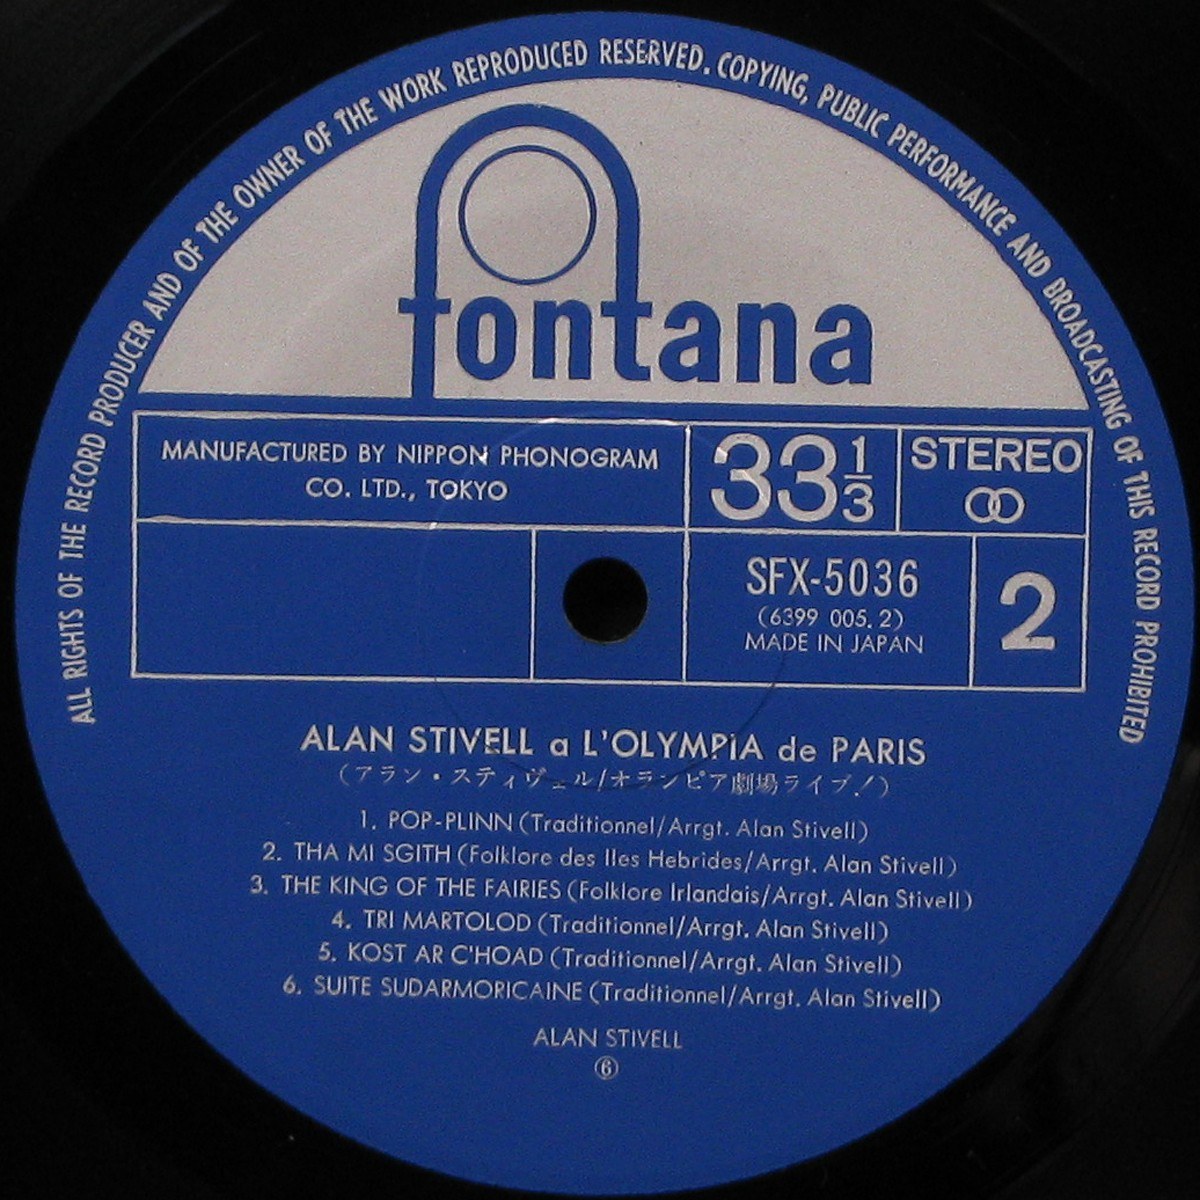 ALL RIGHTS OF THE RECORD PRODUCER AND OF THE OWNER OF THE WORK REPRODUCED RESERVED. COPYING, PUBLIC PERFORMANCE AND BROADCASTING OF THIS RECORD PROHIBITED
fontana
MANUFACTURED BY NIPPON PHONOGRAM
CO. LTD., TOKYO
33 1/3
STEREO
SFX-5036
(6399 005. 2)
MADE IN JAPAN
2
ALAN STIVELL a L'OLYMPIA de PARIS
(アラン・スティヴェル/オランピア劇場ライブ!)
1. POP-PLINN (Traditionnel/Arrgt. Alan Stivell)
2. THA MI SGITH (Folklore des Iles Hebrides/Arrgt. Alan Stivell)
3. THE KING OF THE FAIRIES (Folklore Irlandais/Arrgt. Alan Stivell)
4. TRI MARTOLOD (Traditionnel/Arrgt. Alan Stivell)
5. KOST AR C'HOAD (Traditionnel/Arrgt. Alan Stivell)
6. SUITE SUDARMORICAINE (Traditionnel/Arrgt. Alan Stivell)
ALAN STIVELL
⑥